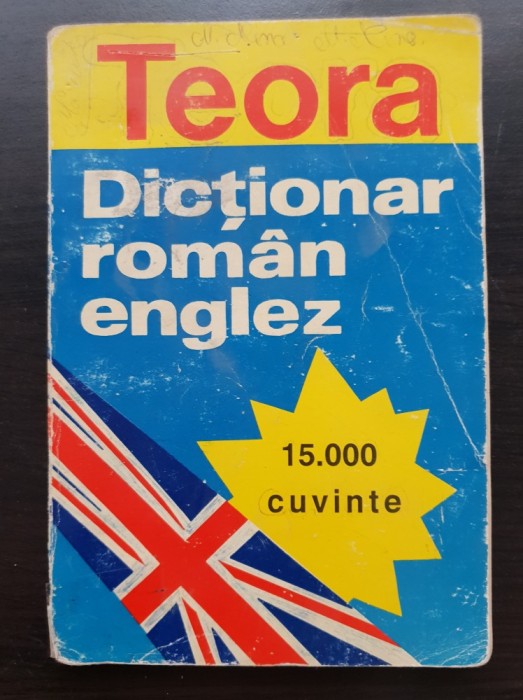 Teora
Dicționar
român
englez
15.000
cuvinte